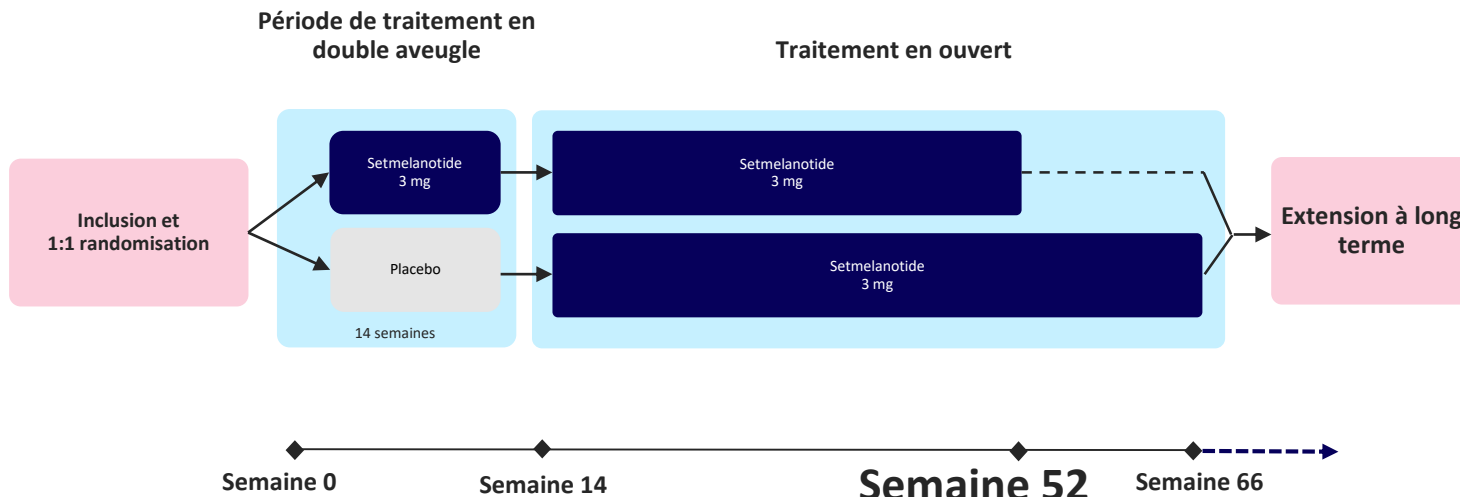 Période de traitement en
double aveugle
Traitement en ouvert
Inclusion et
1:1 randomisation
Setmelanotide
3 mg
Setmelanotide
3 mg
Placebo
Setmelanotide
3 mg
14 semaines
Extension à long
terme
Semaine 0
Semaine 14
Semaine 52
Semaine 66